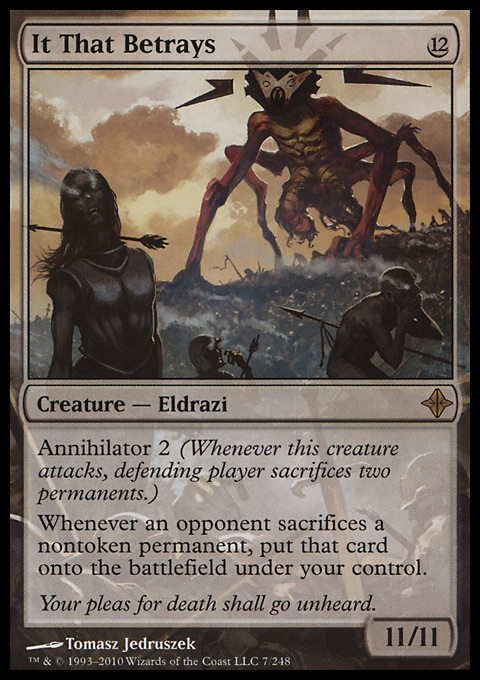 It That Betrays
12
Creature — Eldrazi
Annihilator 2 (Whenever this creature
attacks, defending player sacrifices two
permanents.)
Whenever an opponent sacrifices a
nontoken permanent, put that card
onto the battlefield under your control.
Your pleas for death shall go unheard.
11/11
Tomasz Jedruszek
™ & © 1993–2010 Wizards of the Coast LLC 7/248